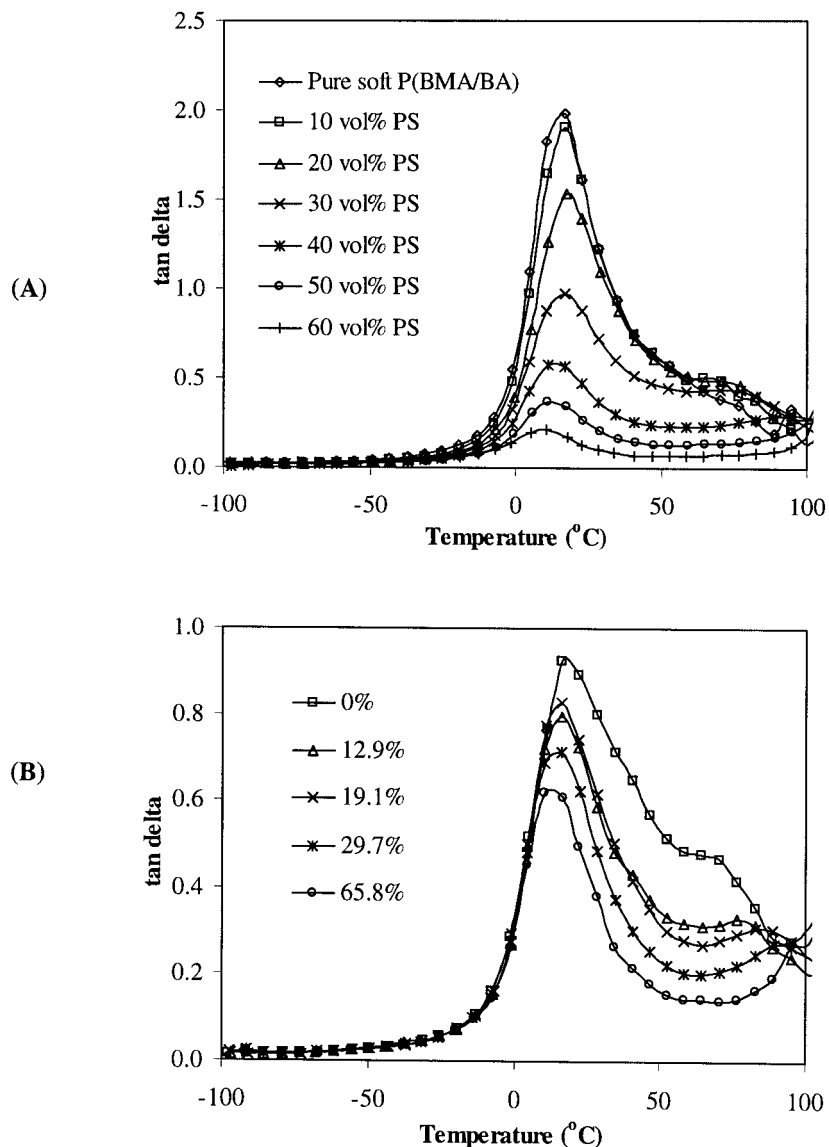 (A)
2.5
2.0
1.5
1.0
0.5
0.0
tan delta
Pure soft P(BMA/BA)
10 vol% PS
20 vol% PS
30 vol% PS
40 vol% PS
50 vol% PS
60 vol% PS
-100
-50
0
50
100
Temperature (°C)
(B)
1.0
0.8
0.6
0.4
0.2
0.0
tan delta
0%
12.9%
19.1%
29.7%
65.8%
-100
-50
0
50
100
Temperature (°C)